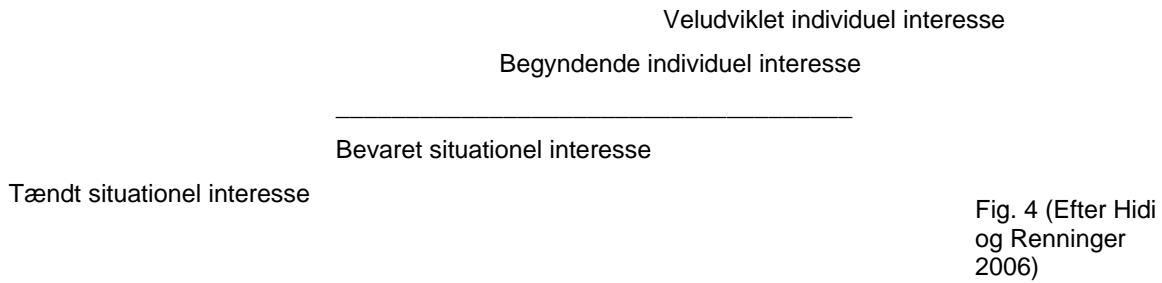 Veludviklet individuel interesse
Begyndende individuel interesse
_____________________________________
Bevaret situationel interesse
Tændt situationel interesse
Fig. 4 (Efter Hidi
og Renninger
2006)